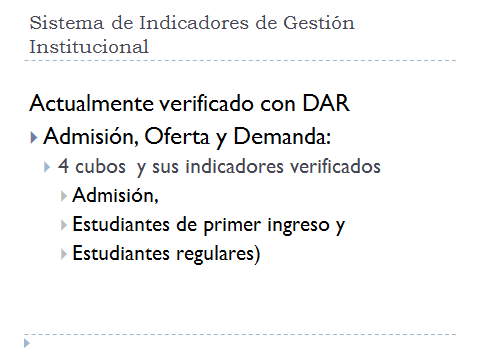 Sistema de Indicadores de Gestión
Institucional
Actualmente verificado con DAR
Admisión, Oferta y Demanda:
4 cubos y sus indicadores verificados
Admisión,
Estudiantes de primer ingreso y
Estudiantes regulares)